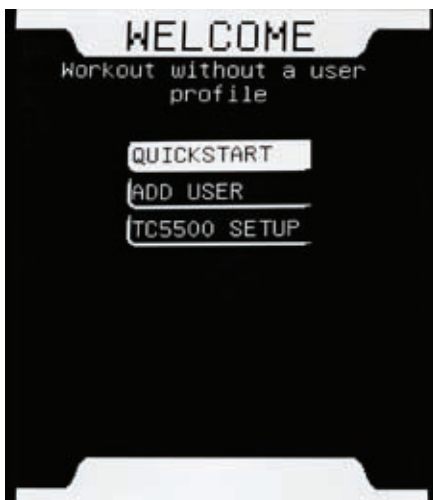 WELCOME
Workout without a user
profile
QUICKSTART
ADD USER
TC5500 SETUP